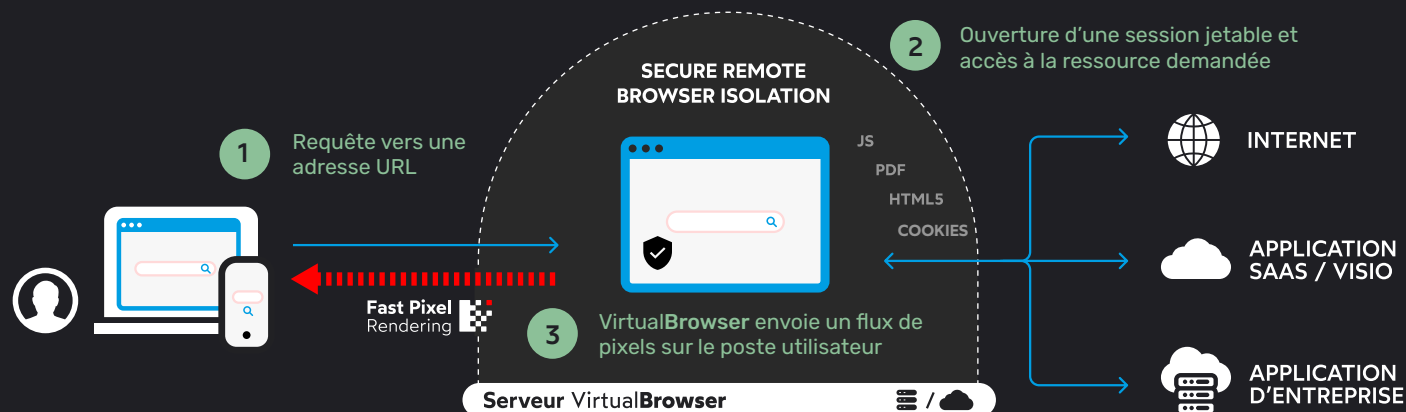 1
Requête vers une
adresse URL
SECURE REMOTE
BROWSER ISOLATION
JS
PDF
HTML5
COOKIES
2
Ouverture d’une session jetable et
accès à la ressource demandée
INTERNET
APPLICATION
SAAS / VISIO
APPLICATION
D’ENTREPRISE
Fast Pixel
Rendering
3
VirtualBrowser envoie un flux de
pixels sur le poste utilisateur
Serveur VirtualBrowser
/